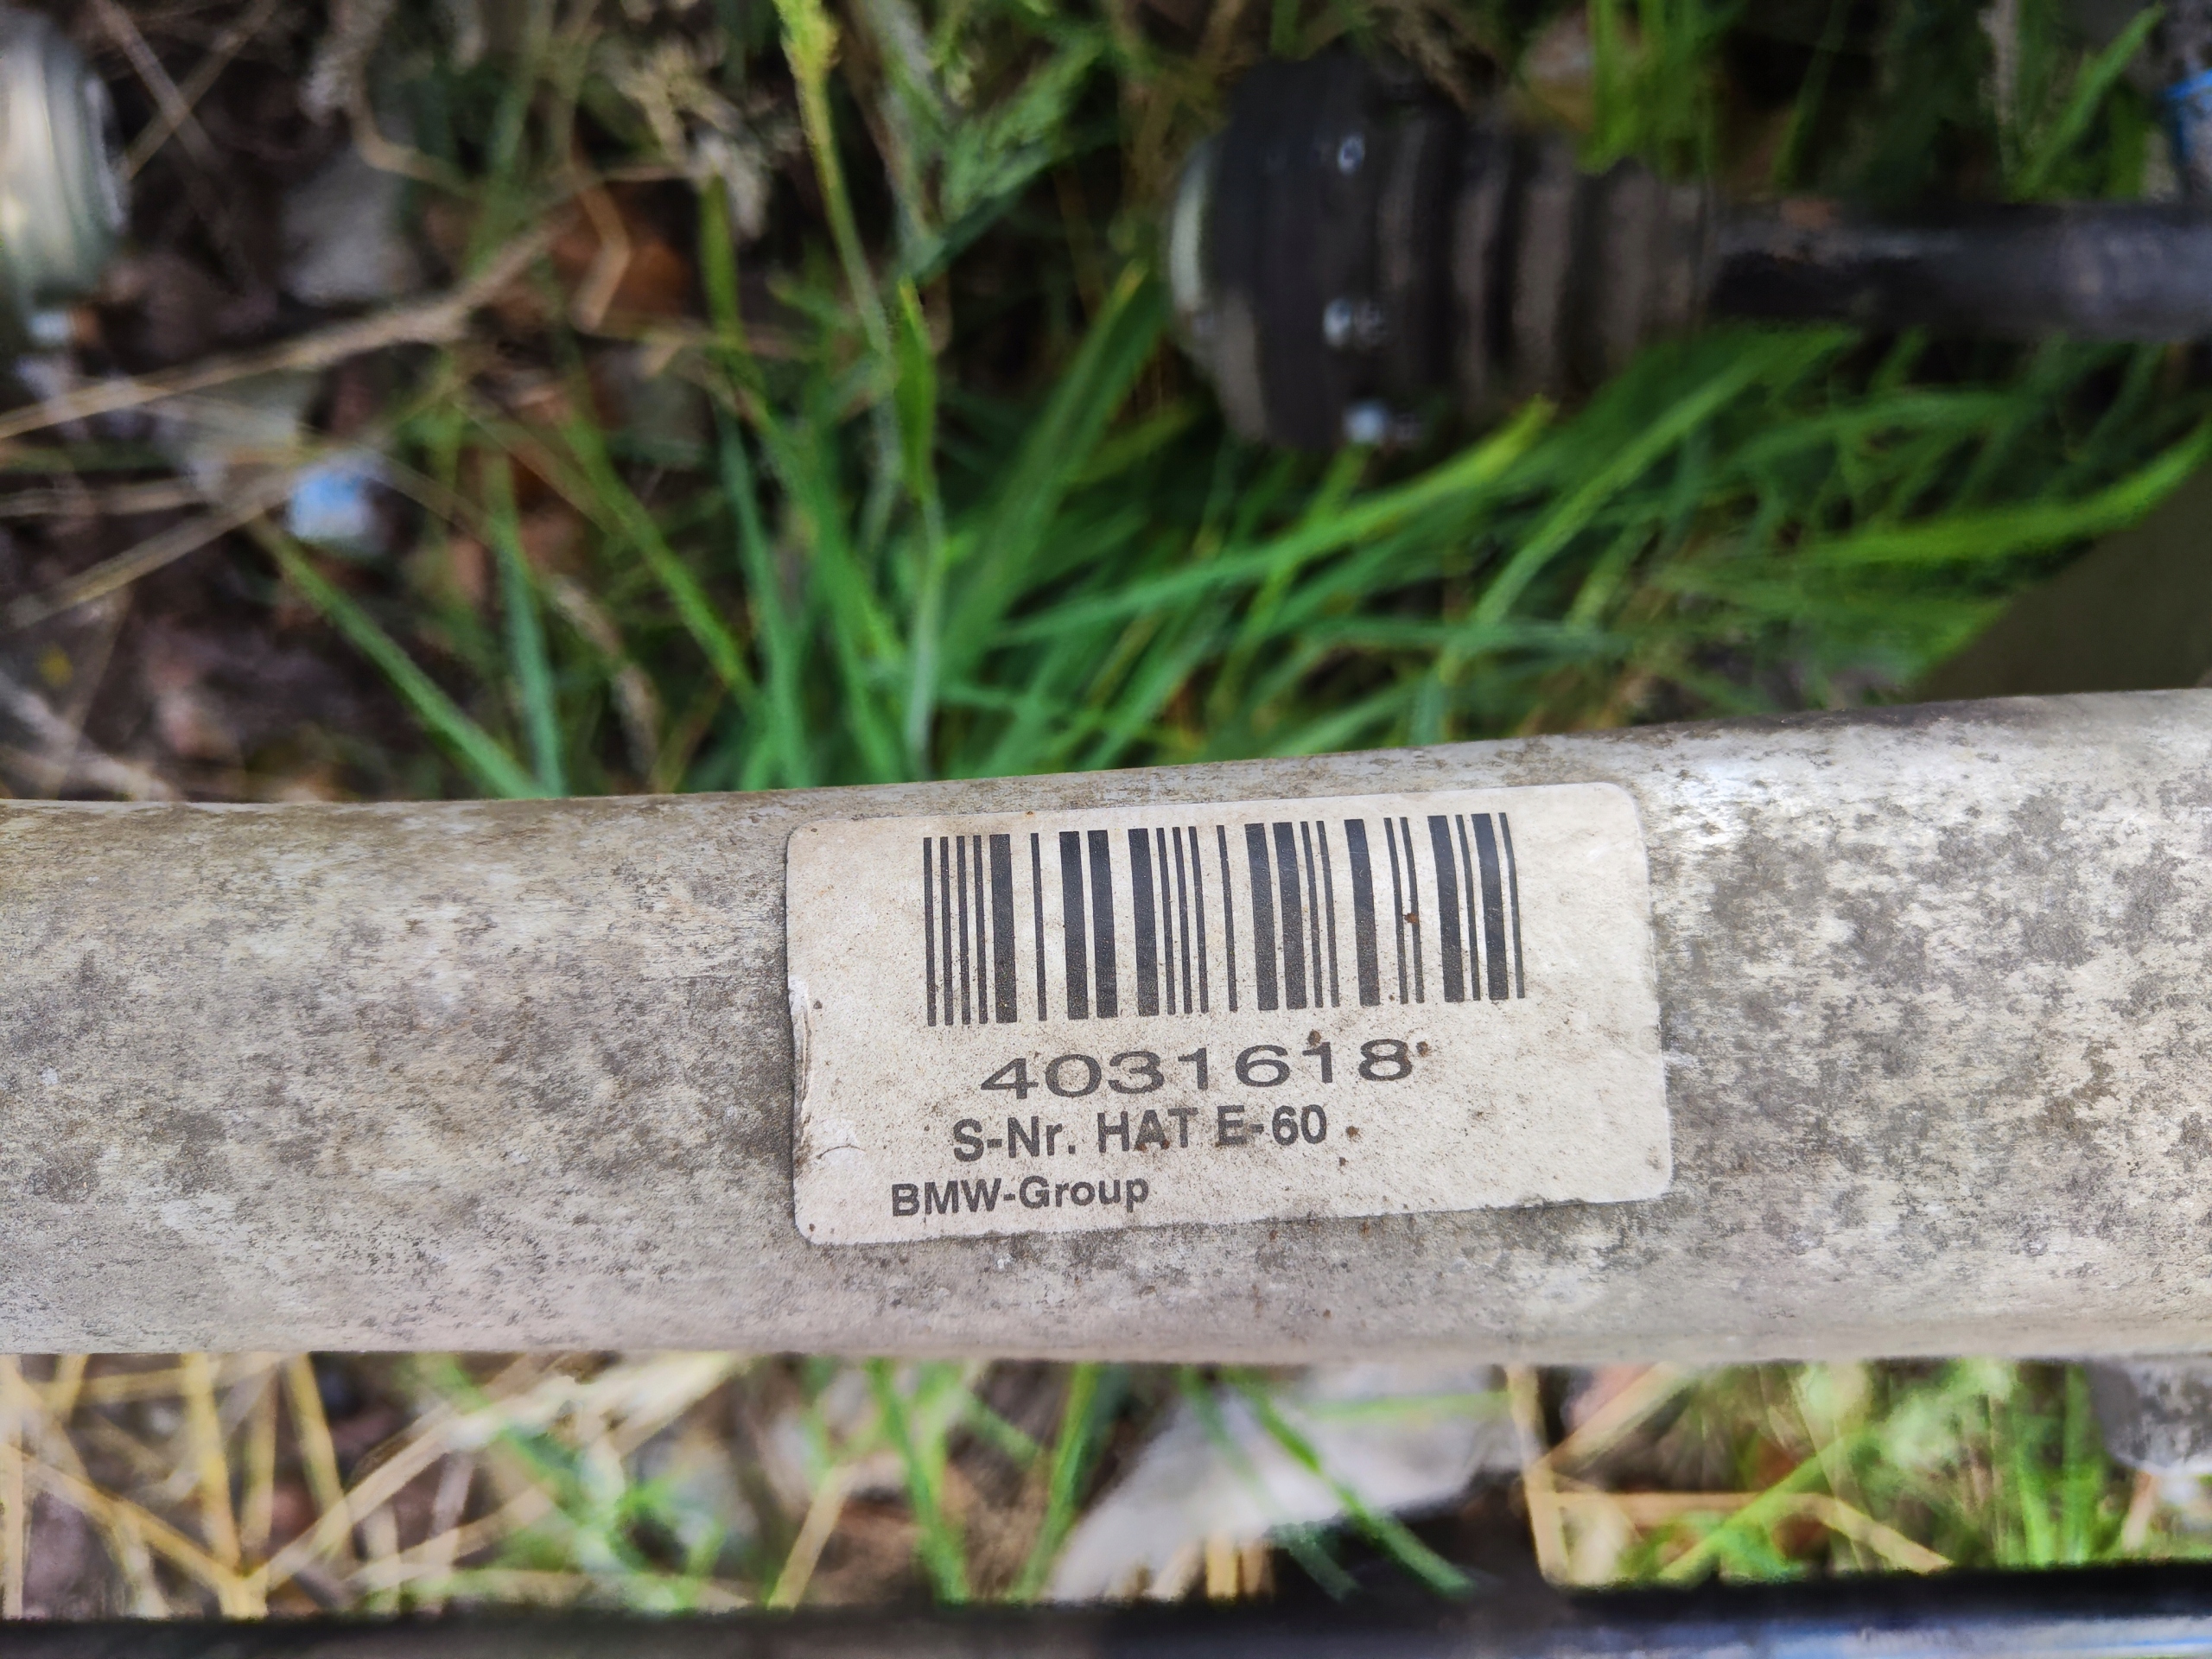 4031618
S-Nr. HAT E-60
BMW-Group